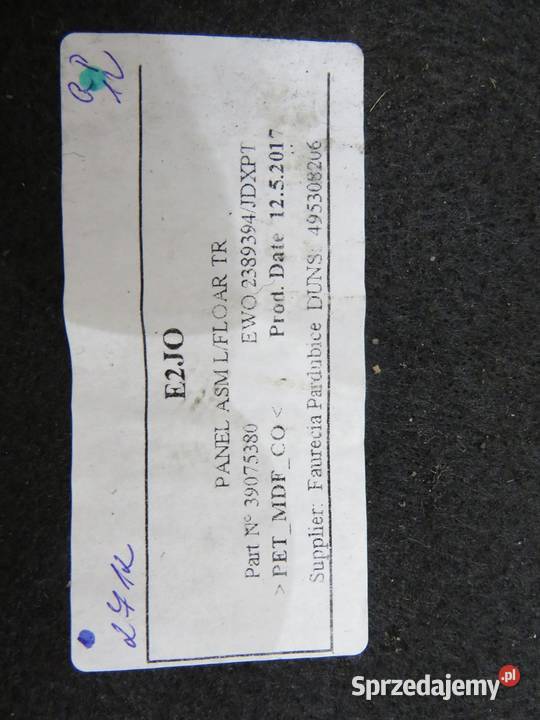 E2JO
PANEL ASM L/FLOAR TR
Part Nº 39075380 EWO 2389394/JDXPT
> PET_MDF_CO < Prod. Date 12.5.2017
Supplier: Faurecia Pardubice DUNS: 495308206
Sprzedajemy.pl